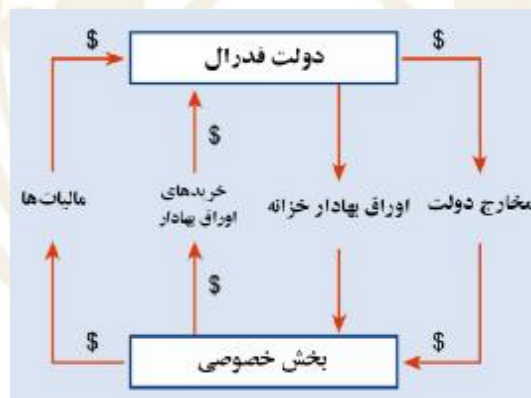 $ $
دولت فدرال
$
مالیات‌ها
خریدهای
اوراق بهادار
اوراق بهادار خزانه
مخارج دولت
$
$ $
بخش خصوصی